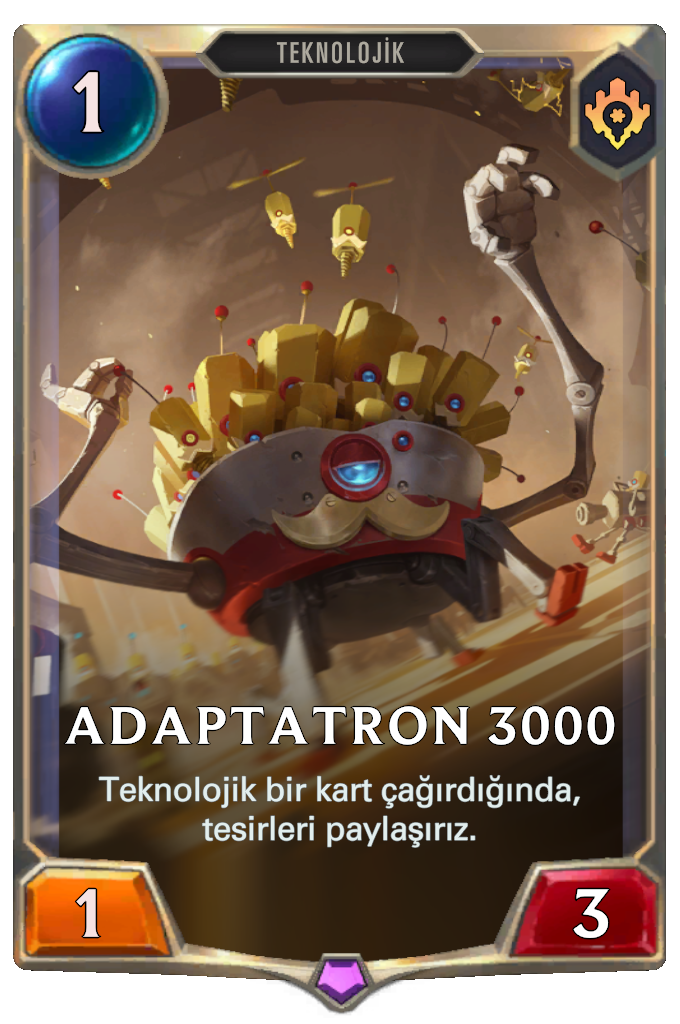 1
TEKNOLOJİK
ADAPTATRON 3000
Teknolojik bir kart çağırdığında,
tesirleri paylaşırız.
1
3